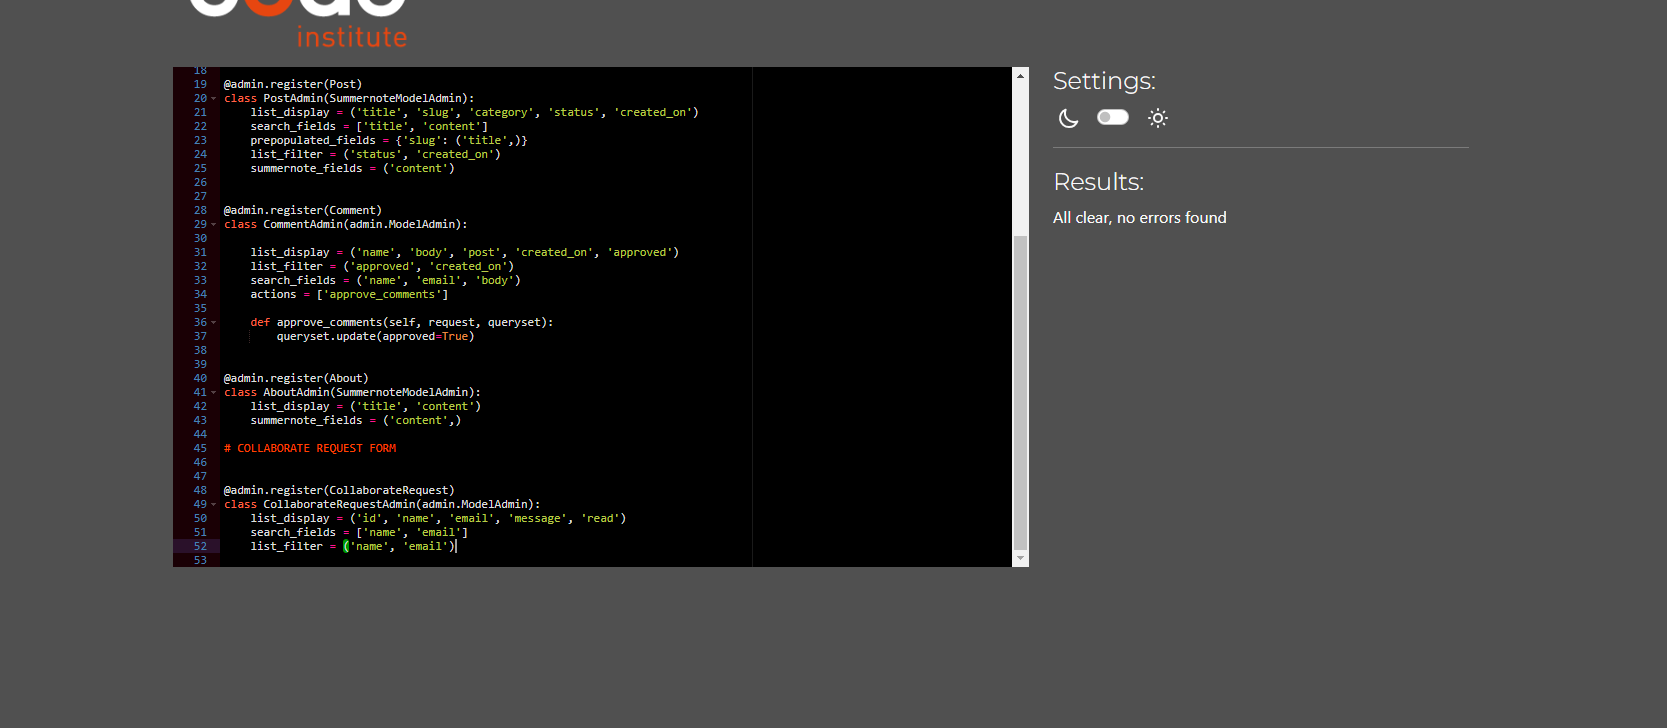 institute
18
19 @admin.register(Post)
20 class PostAdmin(SummernoteModelAdmin):
21     list_display = ('title', 'slug', 'category', 'status', 'created_on')
22     search_fields = ['title', 'content']
23     prepopulated_fields = {'slug': ('title',)}
24     list_filter = ('status', 'created_on')
25     summernote_fields = ('content')
26
27
28 @admin.register(Comment)
29 class CommentAdmin(admin.ModelAdmin):
30
31     list_display = ('name', 'body', 'post', 'created_on', 'approved')
32     list_filter = ('approved', 'created_on')
33     search_fields = ('name', 'email', 'body')
34     actions = ['approve_comments']
35
36     def approve_comments(self, request, queryset):
37         queryset.update(approved=True)
38
39
40 @admin.register(About)
41 class AboutAdmin(SummernoteModelAdmin):
42     list_display = ('title', 'content')
43     summernote_fields = ('content',)
44
45 # COLLABORATE REQUEST FORM
46
47
48 @admin.register(CollaborateRequest)
49 class CollaborateRequestAdmin(admin.ModelAdmin):
50     list_display = ('id', 'name', 'email', 'message', 'read')
51     search_fields = ['name', 'email']
52     list_filter = ('name', 'email')
53
Settings:
Results:
All clear, no errors found